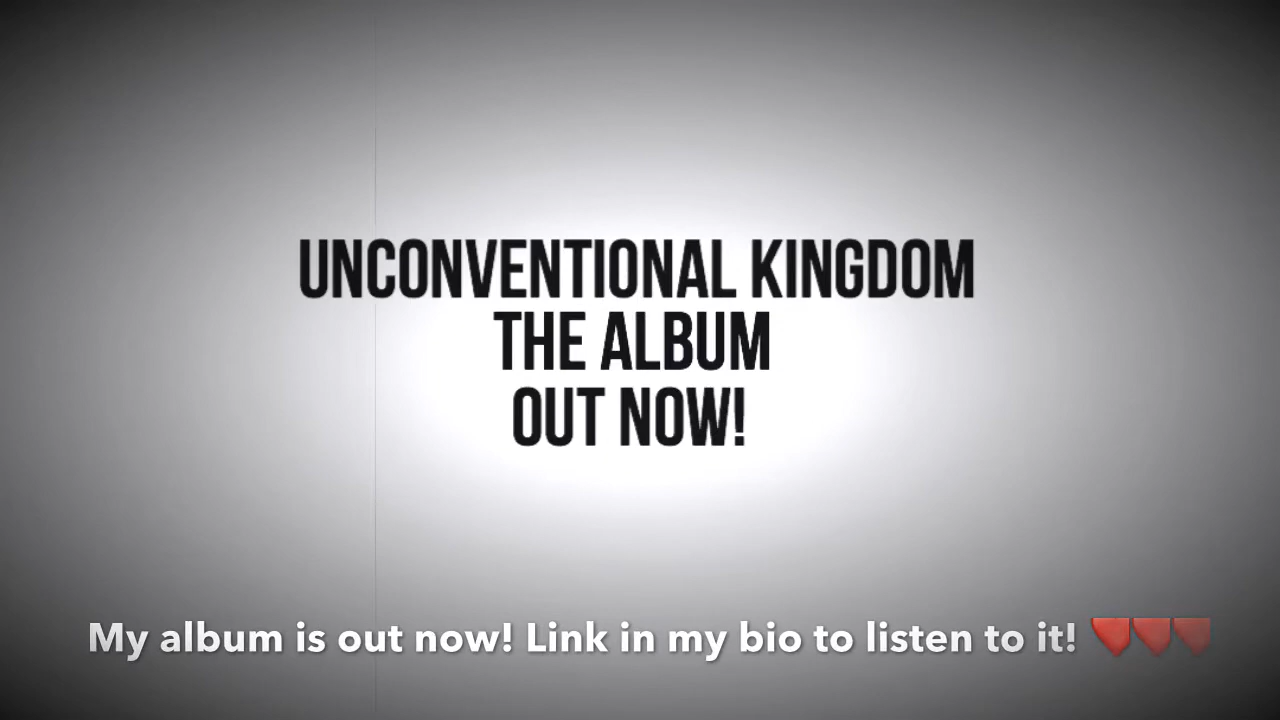 UNCONVENTIONAL KINGDOM
THE ALBUM
OUT NOW!
My album is out now! Link in my bio to listen to it! ❤️❤️❤️